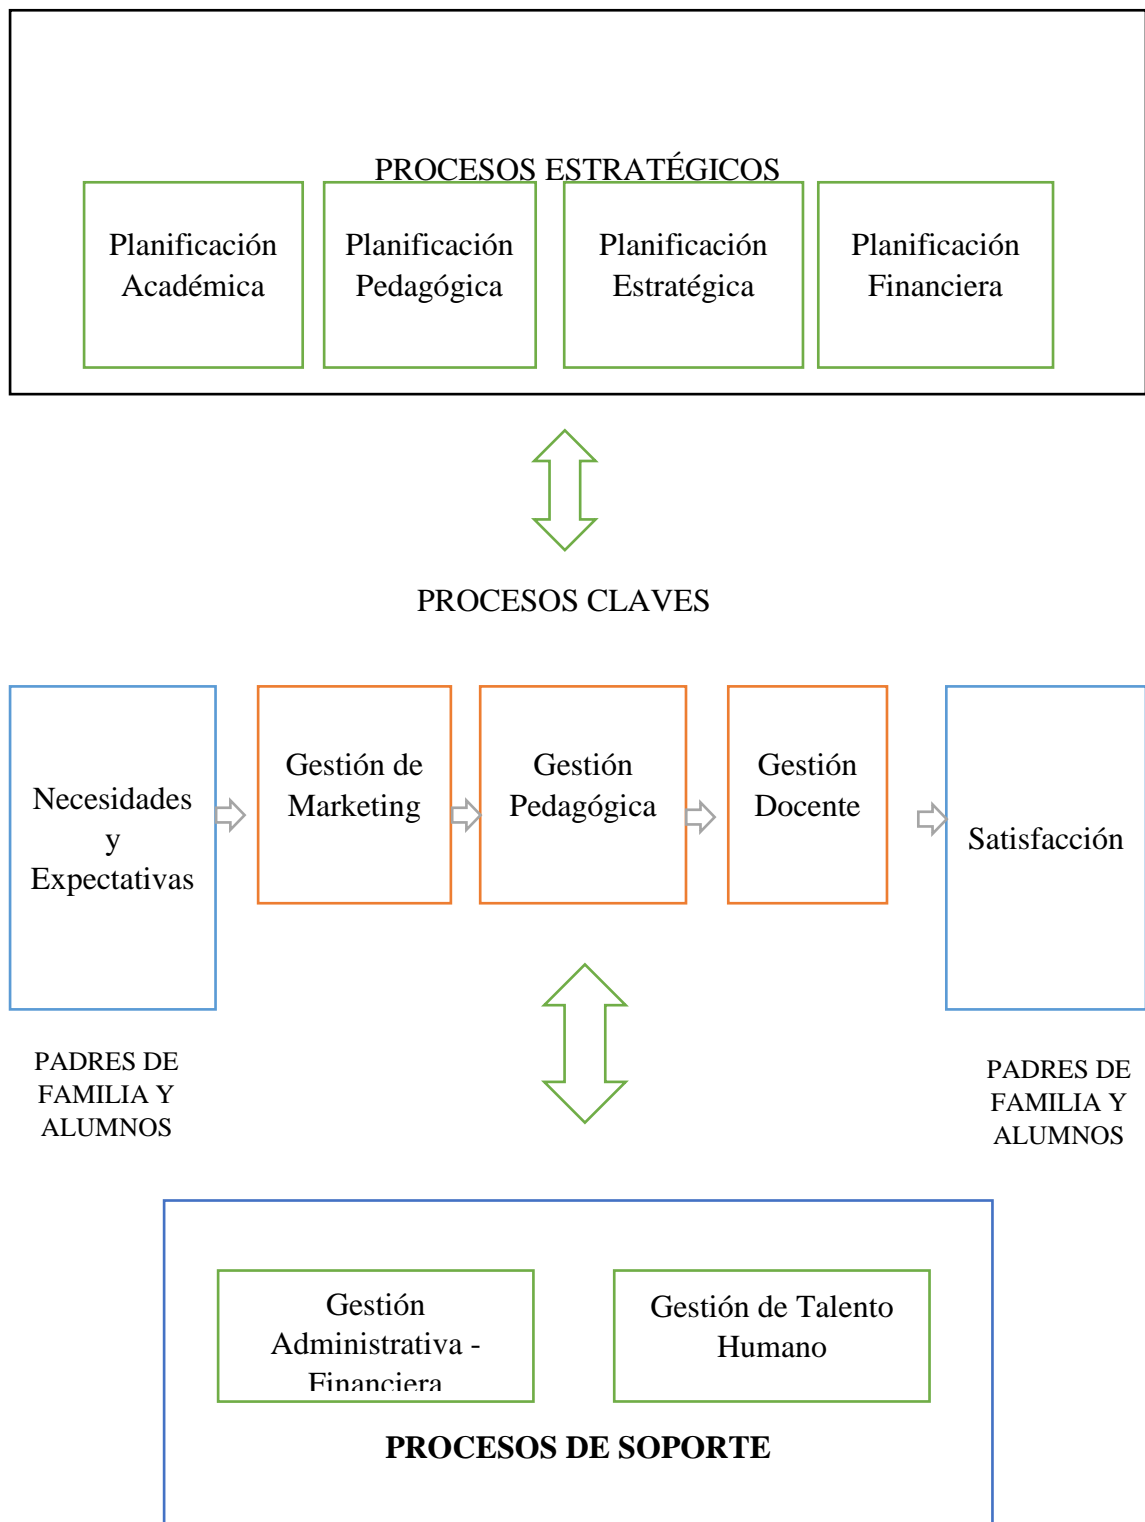 PROCESOS ESTRATÉGICOS
Planificación
Académica
Planificación
Pedagógica
Planificación
Estratégica
Planificación
Financiera
PROCESOS CLAVES
Necesidades
y
Expectativas
Gestión de
Marketing
Gestión
Pedagógica
Gestión
Docente
Satisfacción
PADRES DE
FAMILIA Y
ALUMNOS
PADRES DE
FAMILIA Y
ALUMNOS
Gestión
Administrativa -
Financiera
Gestión de Talento
Humano
PROCESOS DE SOPORTE